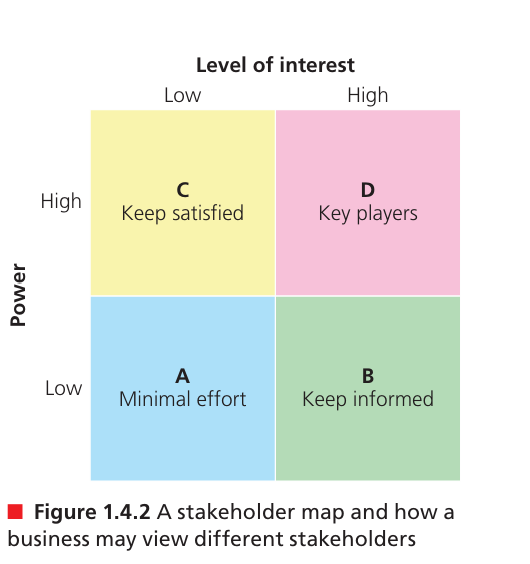 Level of interest
Low High
High
C
Keep satisfied
D
Key players
Power
Low
A
Minimal effort
B
Keep informed
Figure 1.4.2 A stakeholder map and how a
business may view different stakeholders